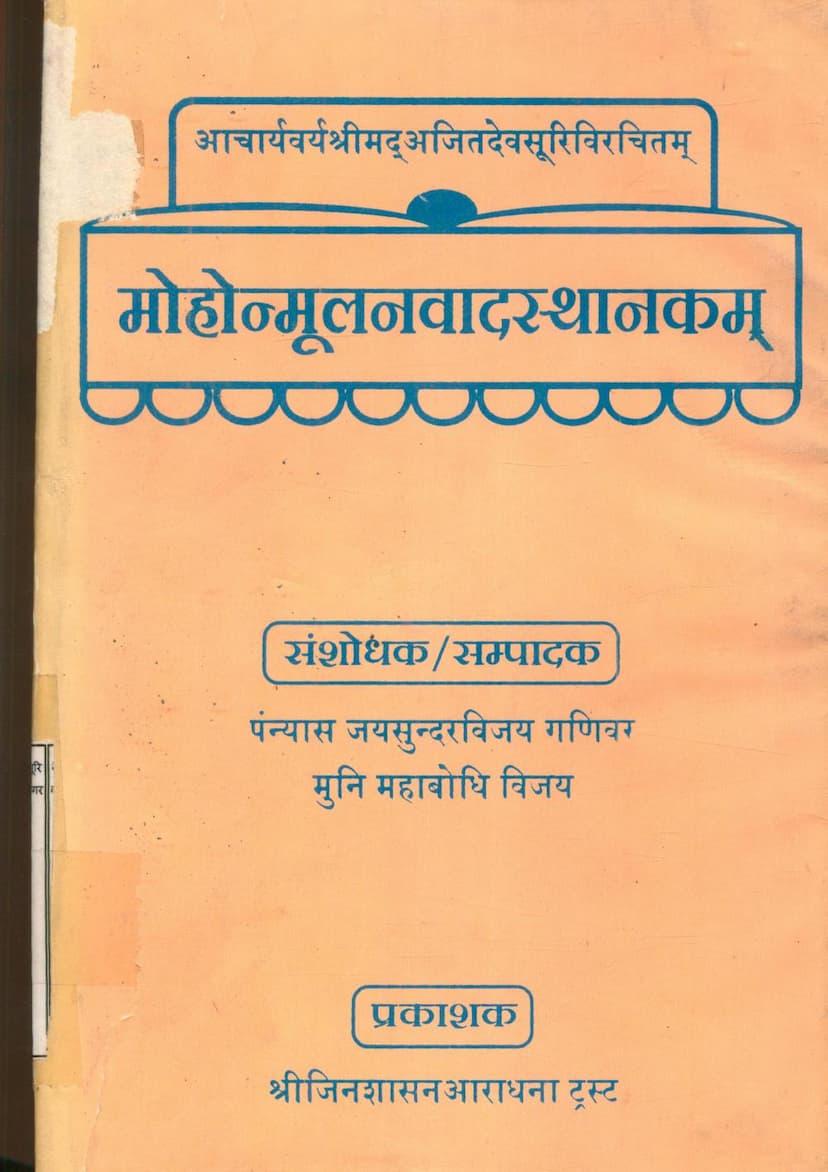 आचार्यवर्यश्रीमद्अजितदेवसूरिविरचितम्
मोहोन्मूलनवादस्थानकम्
संशोधक/सम्पादक
पंन्यास जयसुन्दरविजय गणिवर
मुनि महाबोधि विजय
प्रकाशक
श्रीजिनशासनआराधना ट्रस्ट